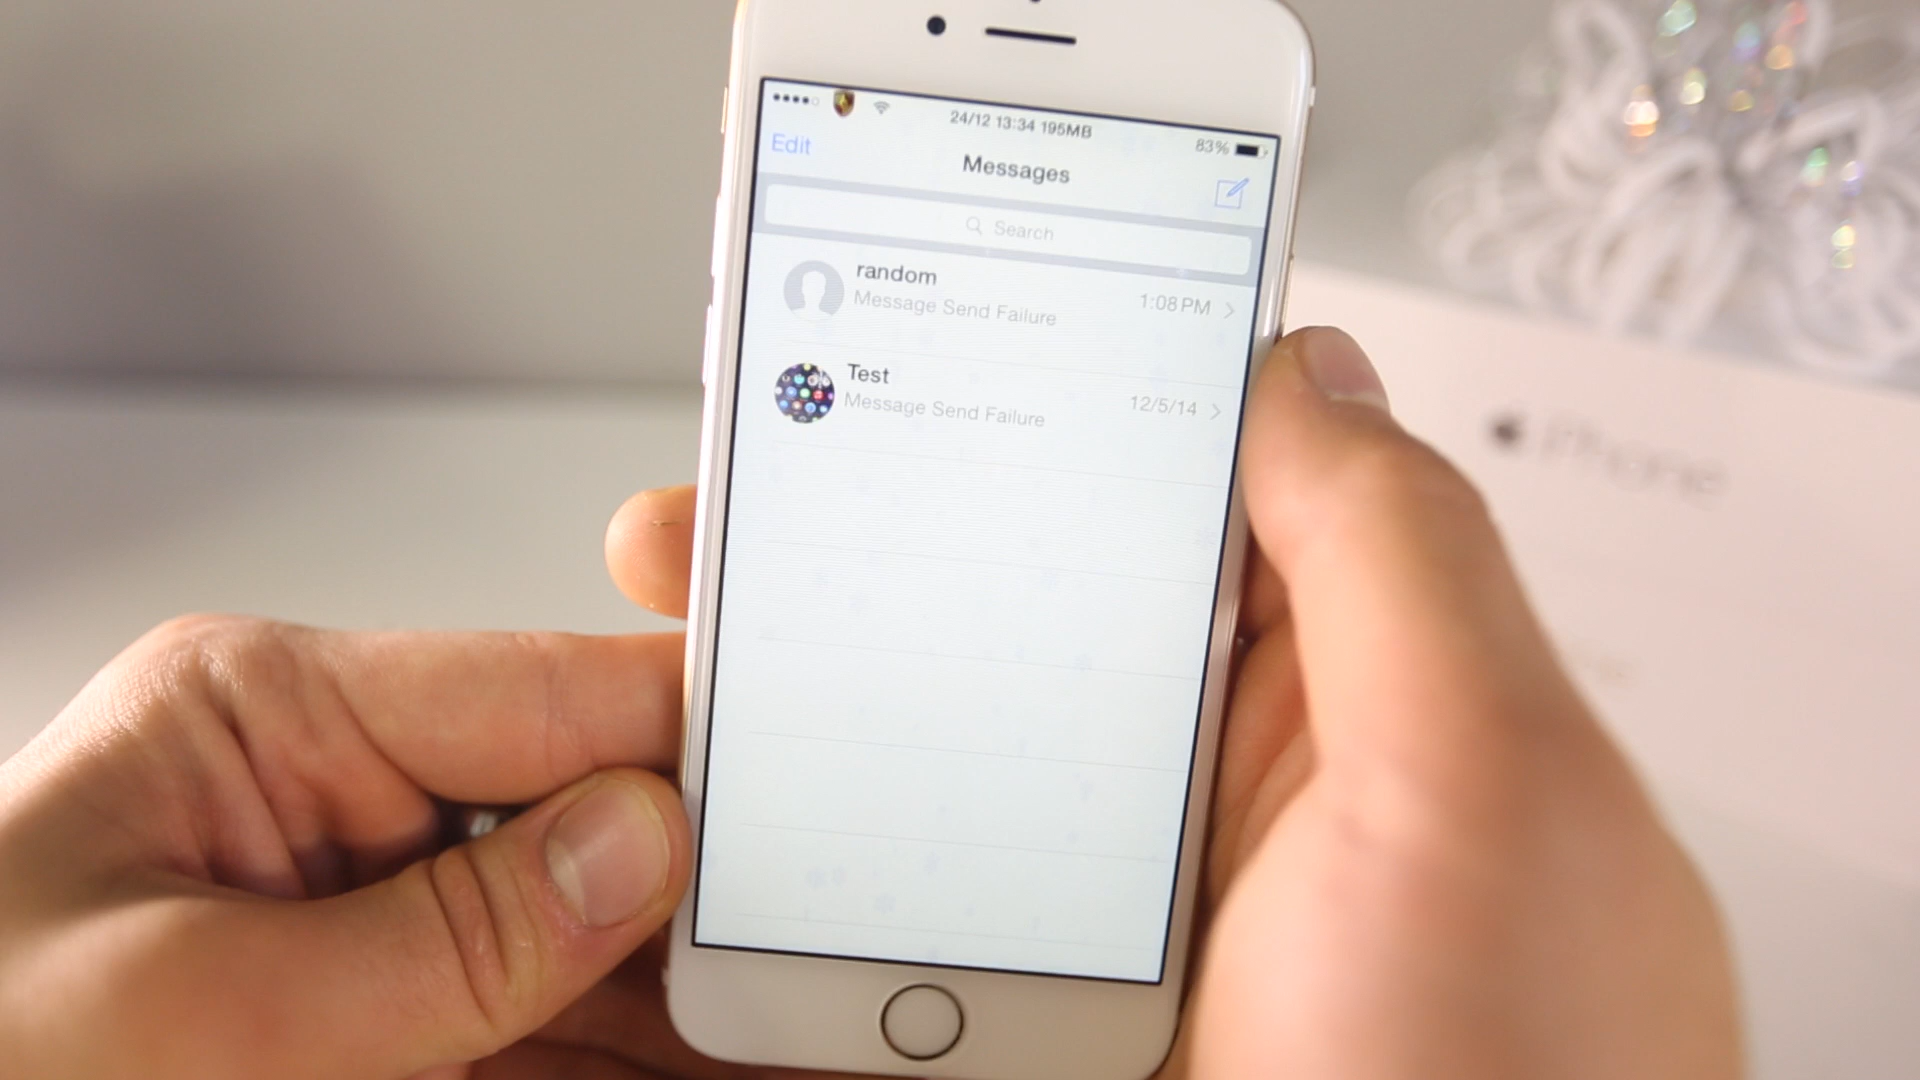 24/12 13:34 195MB
83%
Edit
Messages
Search
random
Message Send Failure
1:08 PM
Test
Message Send Failure
12/5/14
iPhone